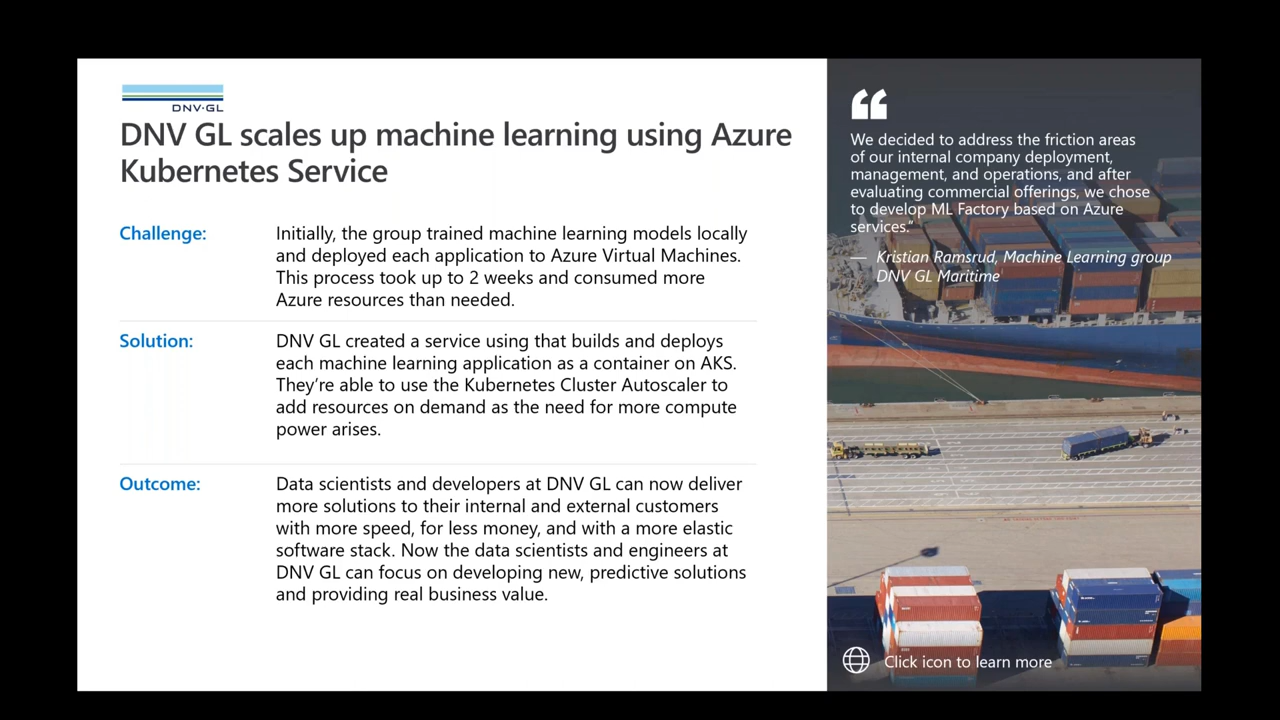 DNV·GL
DNV GL scales up machine learning using Azure
Kubernetes Service
Challenge:
Initially, the group trained machine learning models locally
and deployed each application to Azure Virtual Machines.
This process took up to 2 weeks and consumed more
Azure resources than needed.
Solution:
DNV GL created a service using that builds and deploys
each machine learning application as a container on AKS.
They’re able to use the Kubernetes Cluster Autoscaler to
add resources on demand as the need for more compute
power arises.
Outcome:
Data scientists and developers at DNV GL can now deliver
more solutions to their internal and external customers
with more speed, for less money, and with a more elastic
software stack. Now the data scientists and engineers at
DNV GL can focus on developing new, predictive solutions
and providing real business value.
“
We decided to address the friction areas
of our internal company deployment,
management, and operations, and after
evaluating commercial offerings, we chose
to develop ML Factory based on Azure
services.”
— Kristian Ramsrud, Machine Learning group
DNV GL Maritime
Click icon to learn more